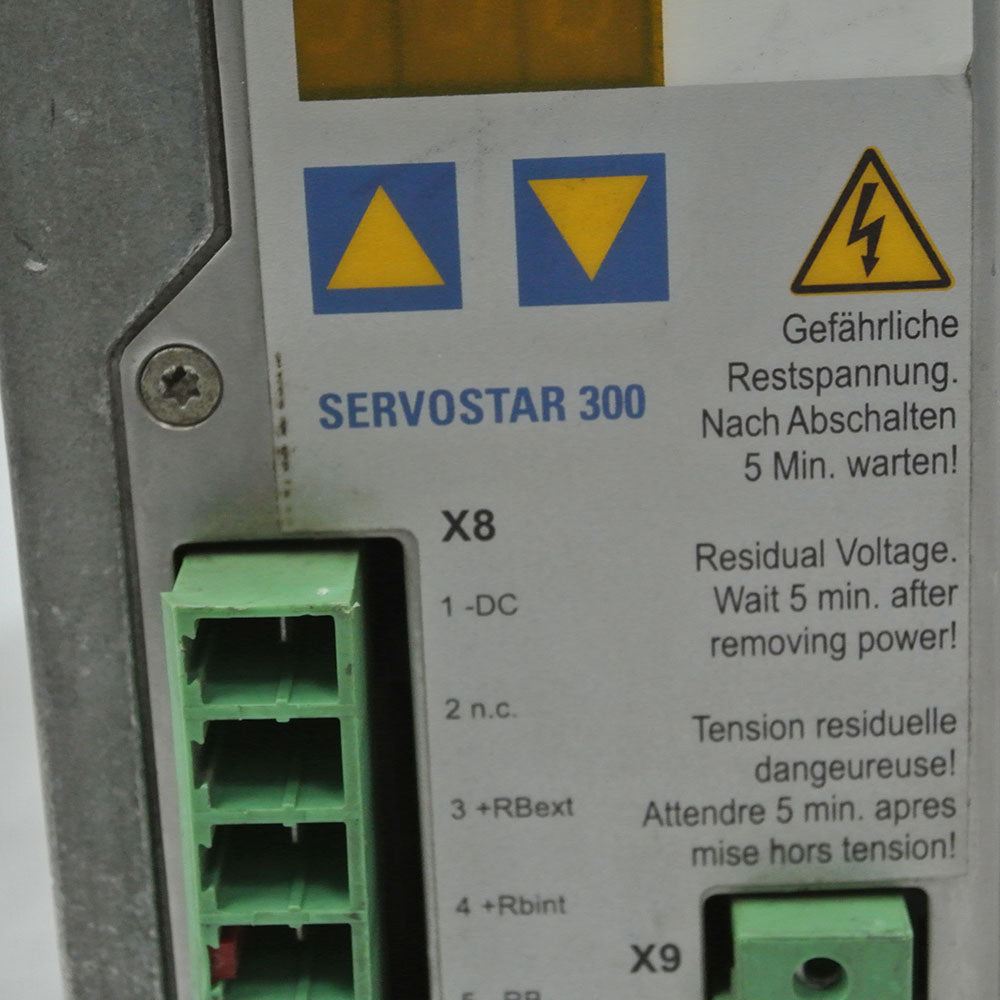 SERVOSTAR 300
Gefährliche
Restspannung.
Nach Abschalten
5 Min. warten!
Residual Voltage.
Wait 5 min. after
removing power!
Tension residuelle
dangeureuse!
Attendre 5 min. apres
mise hors tension!
X8
1 -DC
2 n.c.
3 +RBext
4 +Rbint
X9